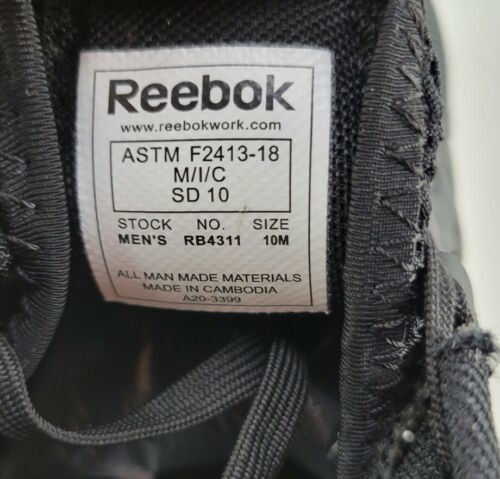 Reebok
www.reebokwork.com
ASTM F2413-18
M/I/C
SD 10
STOCK NO. SIZE
MEN'S RB4311 10M
ALL MAN MADE MATERIALS
MADE IN CAMBODIA
A20-3399